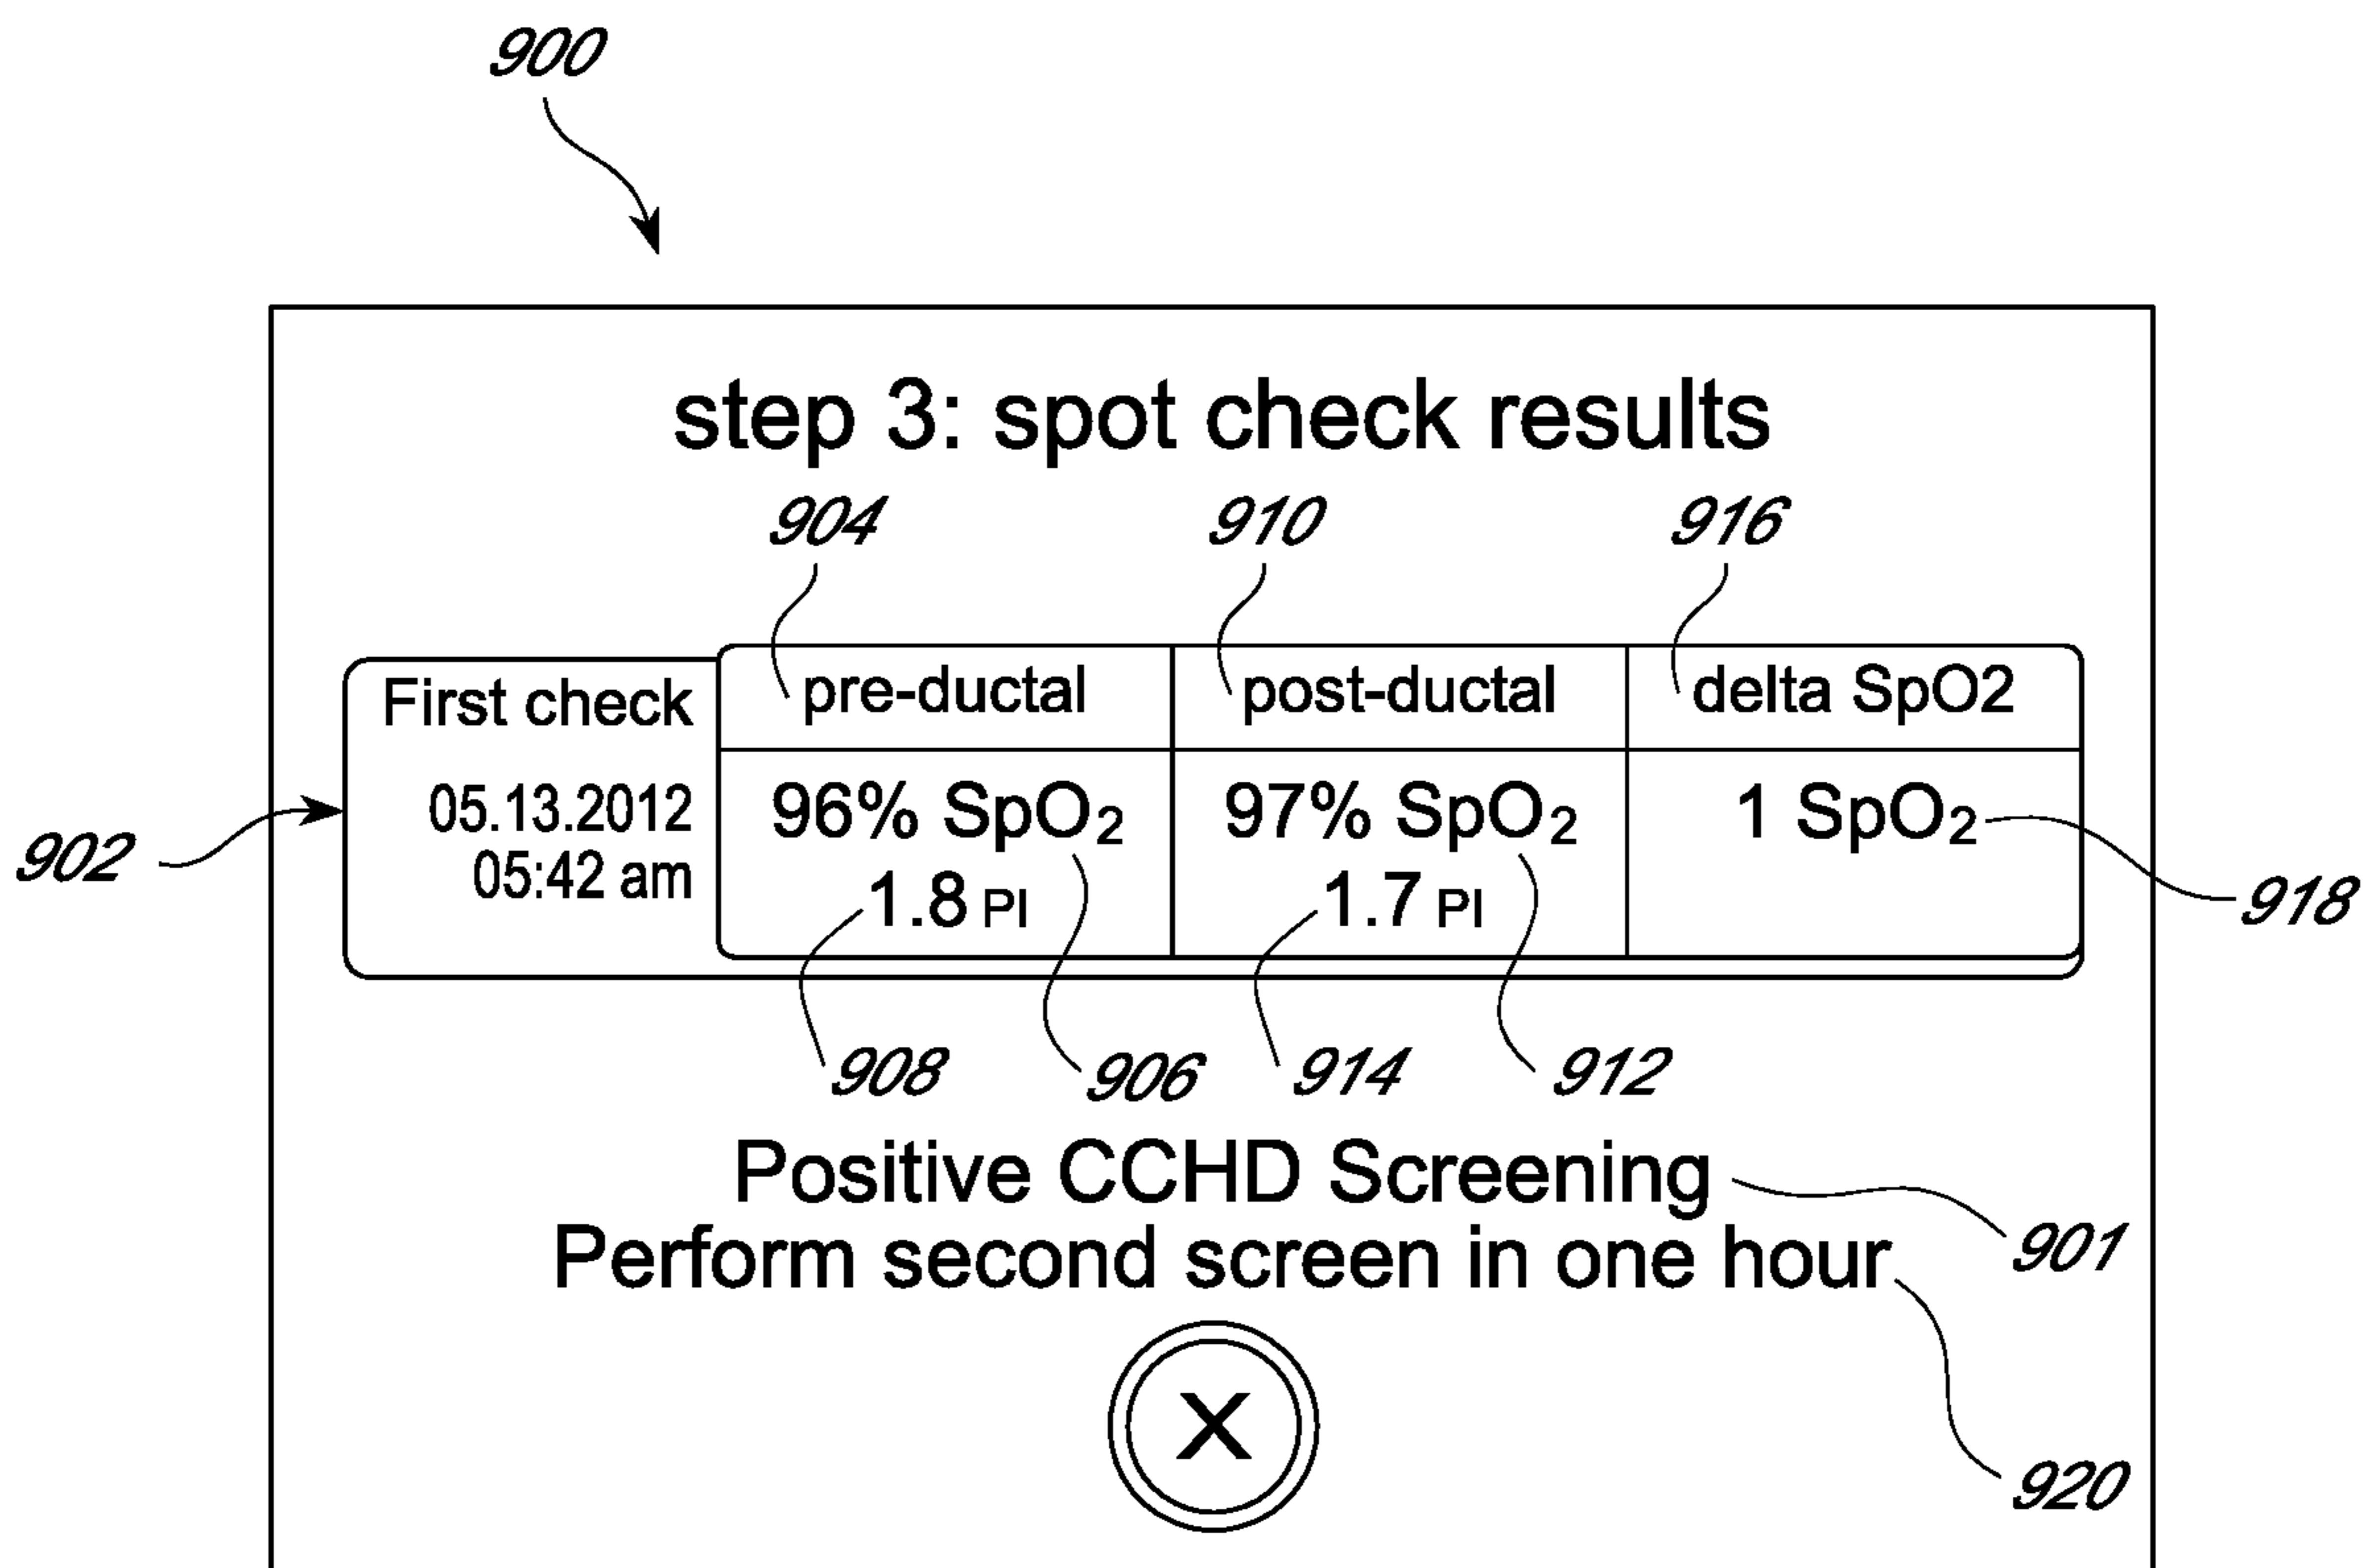 900
step 3: spot check results
904 910 916
First check pre-ductal post-ductal delta SpO2
05.13.2012 96% SpO₂ 97% SpO₂ 1 SpO₂
05:42 am 1.8 PI 1.7 PI
902
918
908 906 914 912
Positive CCHD Screening
Perform second screen in one hour
901
X
920